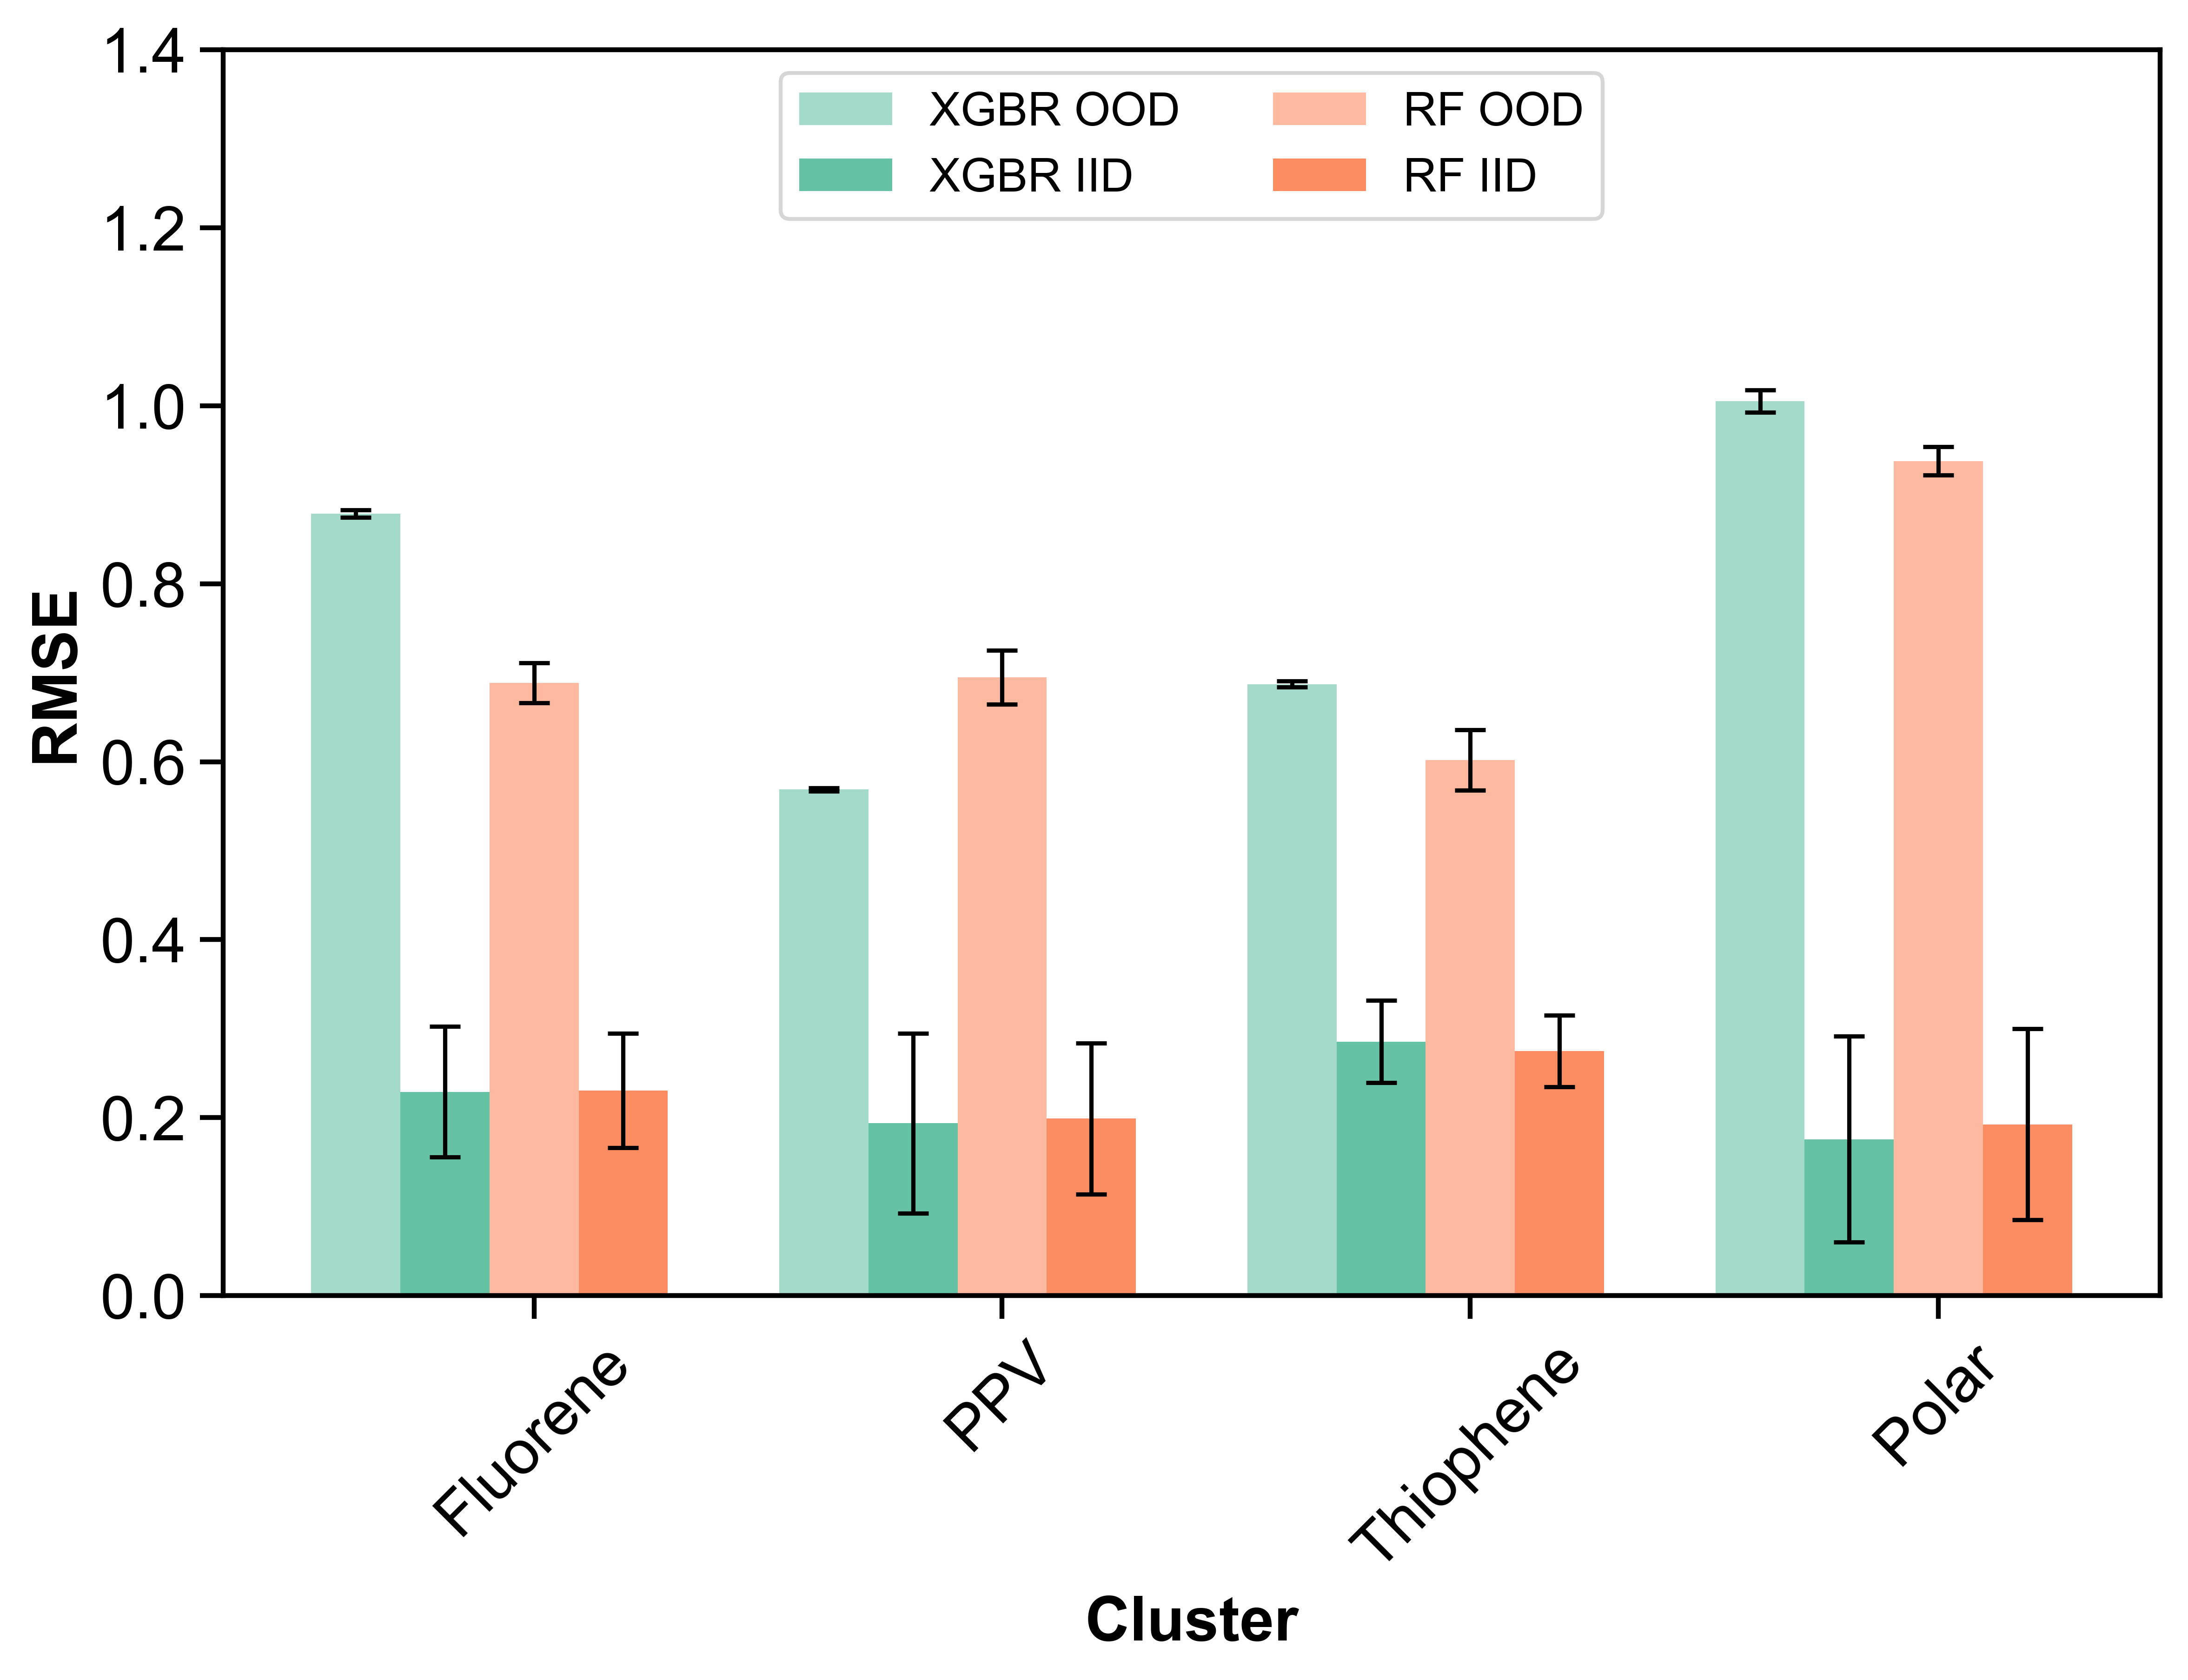 1.4
1.2
1.0
0.8
0.6
0.4
0.2
0.0
RMSE
XGBR OOD
XGBR IID
RF OOD
RF IID
Fluorene
PPV
Thiophene
Polar
Cluster